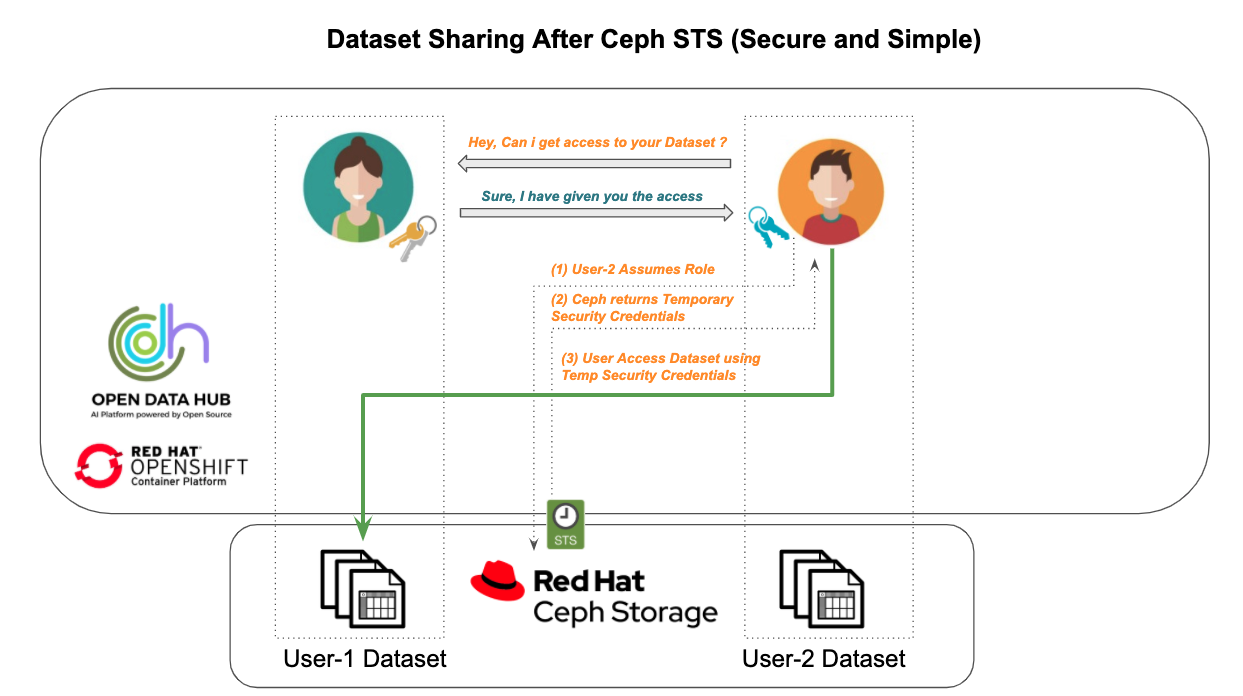 Dataset Sharing After Ceph STS (Secure and Simple)
Hey, Can i get access to your Dataset ?
Sure, I have given you the access
(1) User-2 Assumes Role
(2) Ceph returns Temporary
Security Credentials
(3) User Access Dataset using
Temp Security Credentials
odh
OPEN DATA HUB
AI Platform powered by Open Source
RED HAT®
OPENSHIFT
Container Platform
STS
Red Hat
Ceph Storage
User-1 Dataset
User-2 Dataset